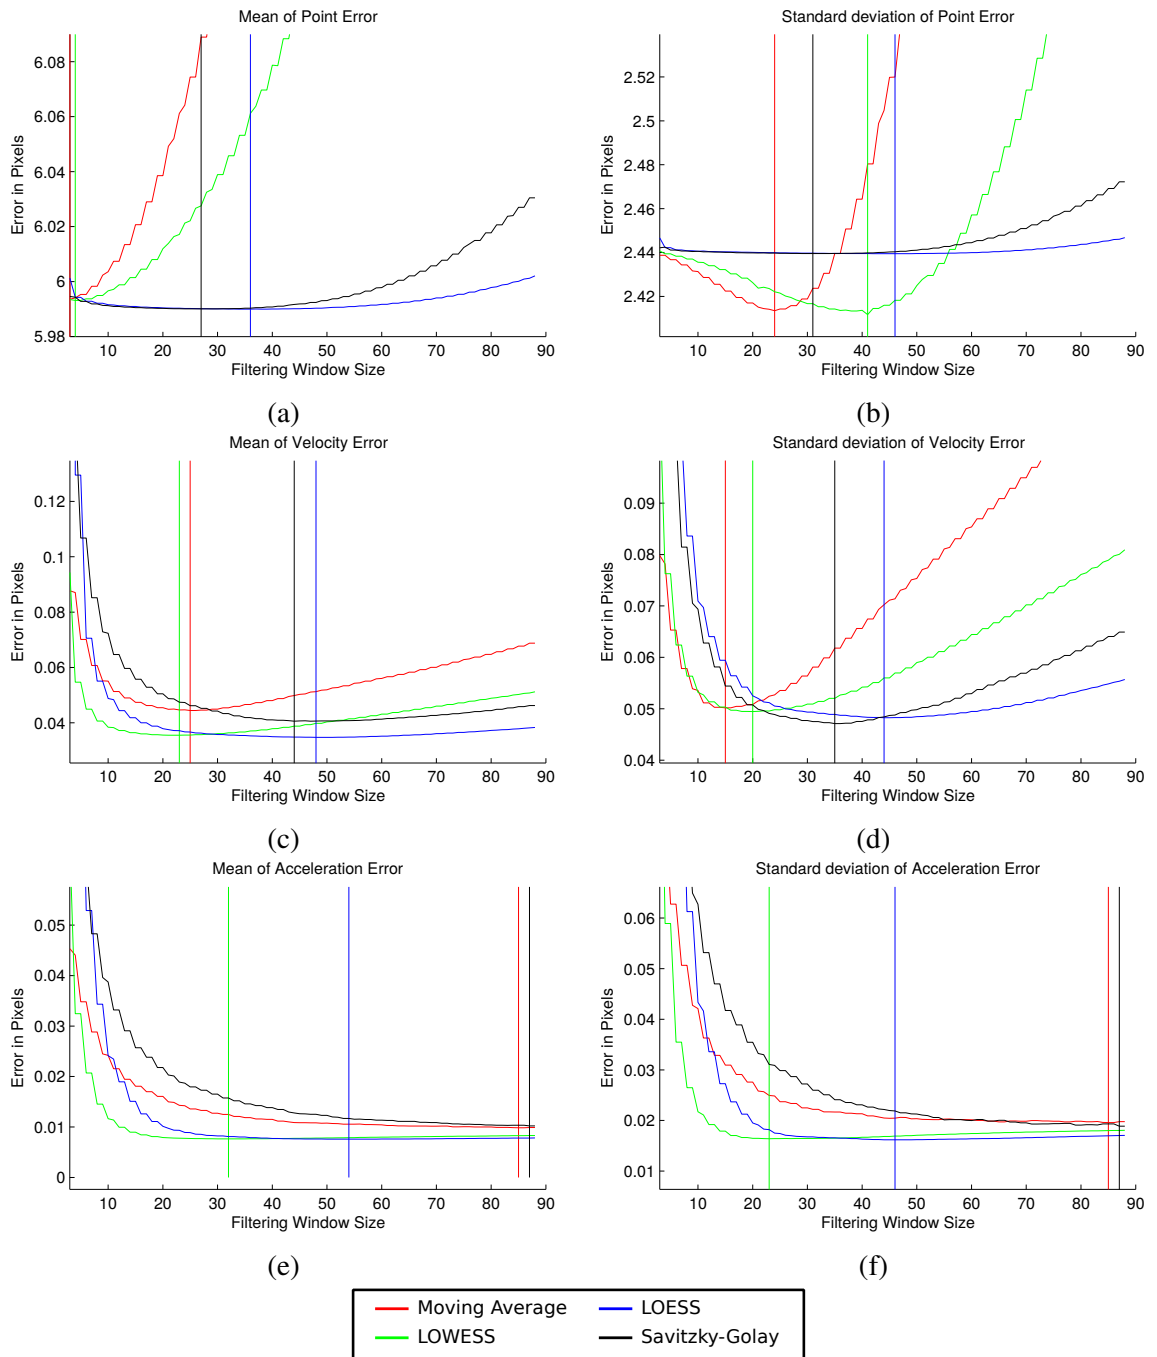 Mean of Point Error
Error in Pixels
6.08
6.06
6.04
6.02
6
5.98
10 20 30 40 50 60 70 80 90
Filtering Window Size
(a)
Standard deviation of Point Error
Error in Pixels
2.52
2.5
2.48
2.46
2.44
2.42
10 20 30 40 50 60 70 80 90
Filtering Window Size
(b)
Mean of Velocity Error
Error in Pixels
0.12
0.1
0.08
0.06
0.04
10 20 30 40 50 60 70 80 90
Filtering Window Size
(c)
Standard deviation of Velocity Error
Error in Pixels
0.09
0.08
0.07
0.06
0.05
0.04
10 20 30 40 50 60 70 80 90
Filtering Window Size
(d)
Mean of Acceleration Error
Error in Pixels
0.05
0.04
0.03
0.02
0.01
0
10 20 30 40 50 60 70 80 90
Filtering Window Size
(e)
Standard deviation of Acceleration Error
Error in Pixels
0.06
0.05
0.04
0.03
0.02
0.01
10 20 30 40 50 60 70 80 90
Filtering Window Size
(f)
Moving Average
LOWESS
LOESS
Savitzky-Golay